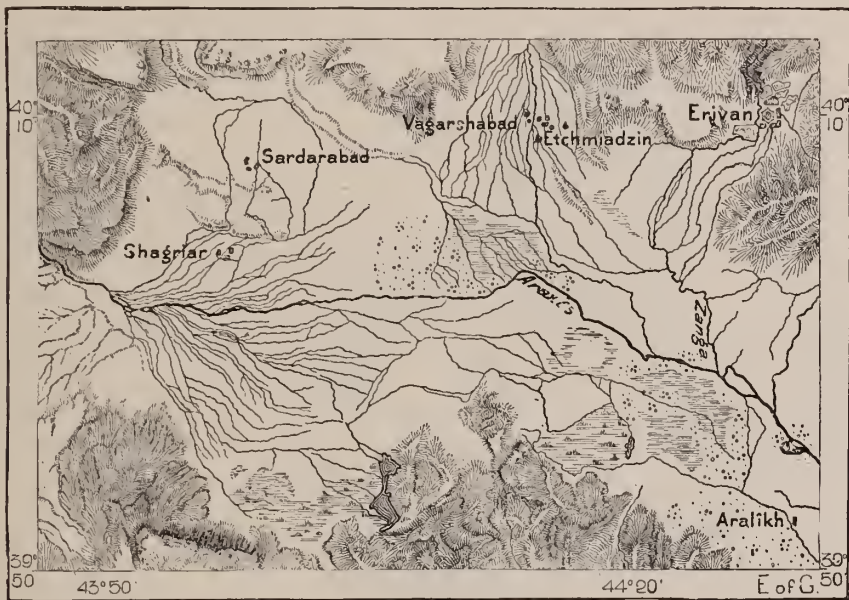 40°
10'
Vagarshabad
Etchmiadzin
Erivan
40°
10'
Sardarabad
Shagriar
Araxes
Zanga
Aralikh
39°
50'
43°50'
44°20'
E of G.
39°
50'